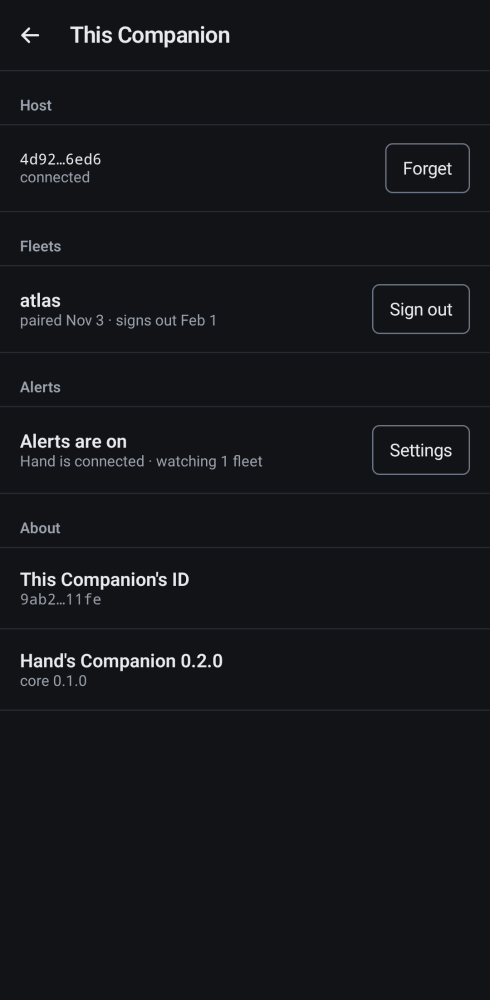 This Companion
Host
4d92…6ed6
connected
Forget
Fleets
atlas
paired Nov 3 · signs out Feb 1
Sign out
Alerts
Alerts are on
Hand is connected · watching 1 fleet
Settings
About
This Companion's ID
9ab2…11fe
Hand's Companion 0.2.0
core 0.1.0